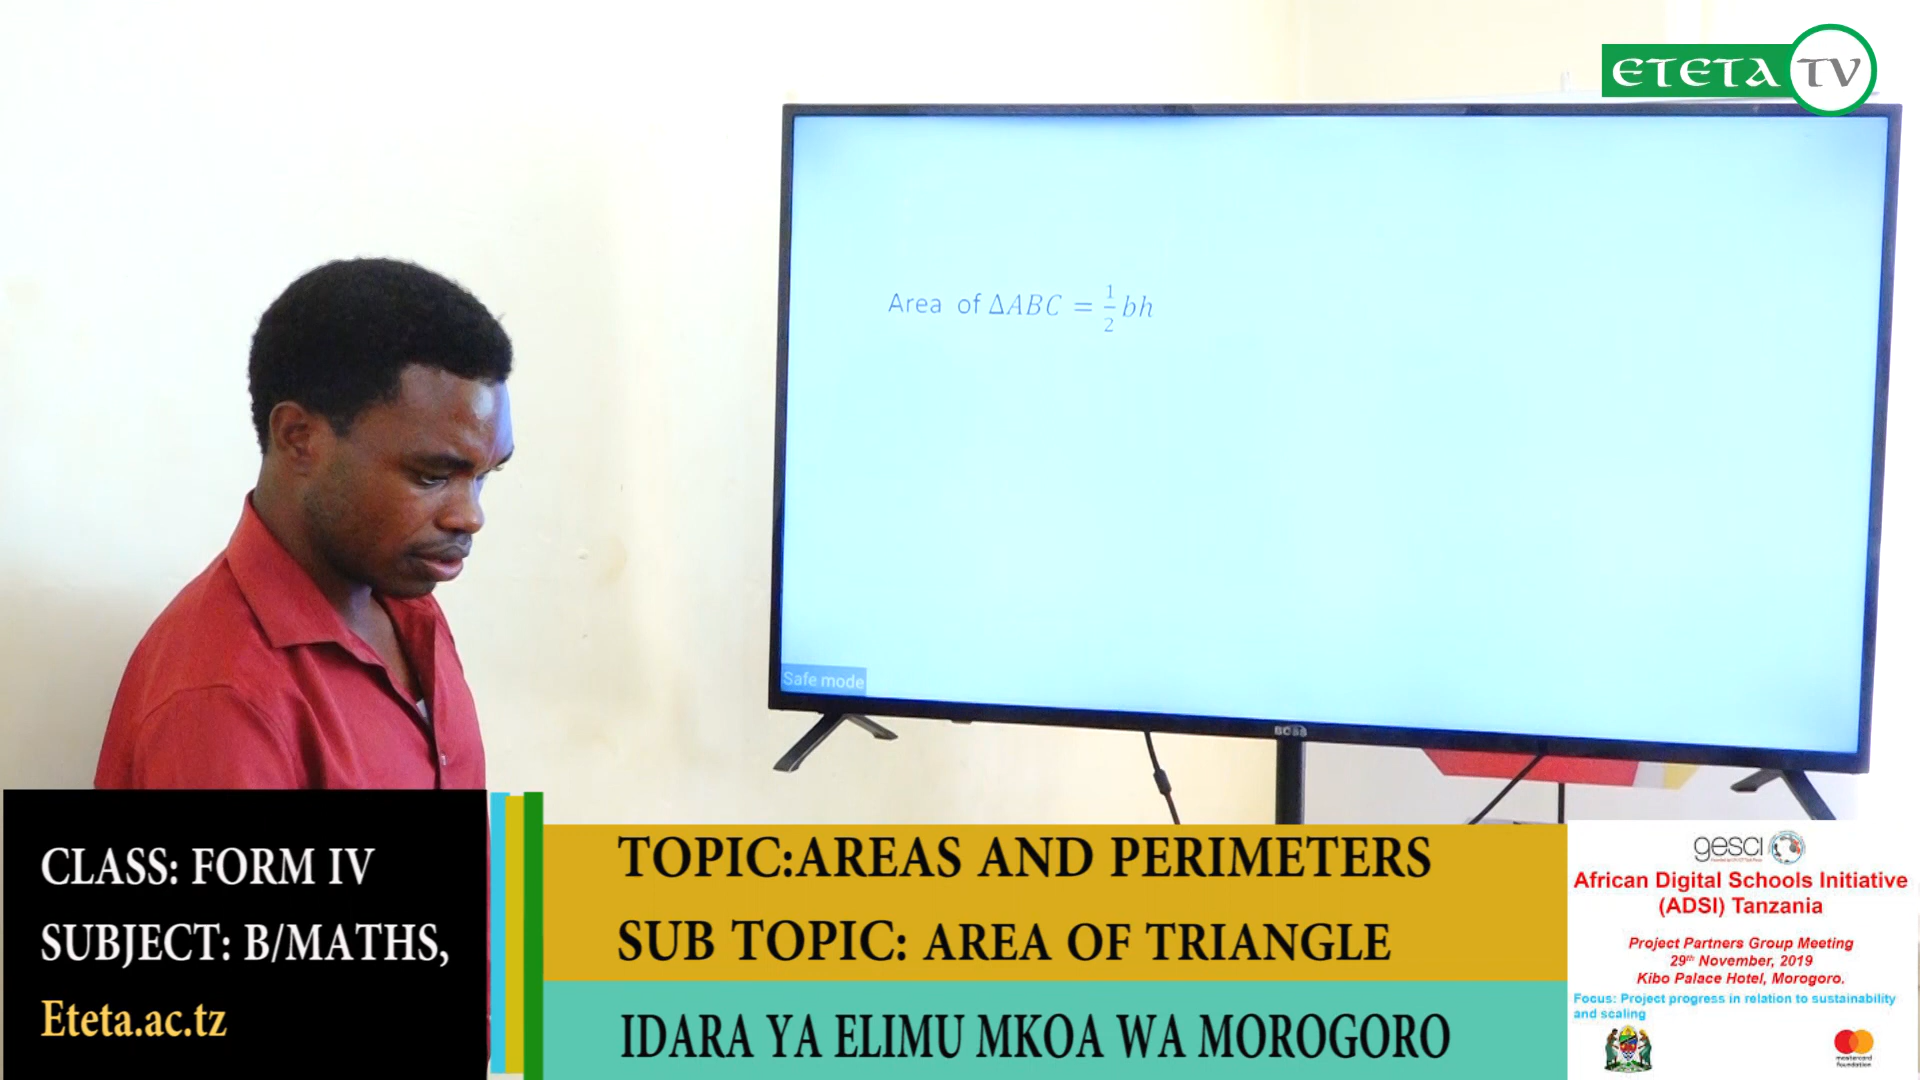 ETETA TV
Area of ΔABC = 1/2 bh
Safe mode
BOSS
CLASS: FORM IV
SUBJECT: B/MATHS,
Eteta.ac.tz
TOPIC:AREAS AND PERIMETERS
SUB TOPIC: AREA OF TRIANGLE
IDARA YA ELIMU MKOA WA MOROGORO
gesci
African Digital Schools Initiative
(ADSI) Tanzania
Project Partners Group Meeting
29th November, 2019
Kibo Palace Hotel, Morogoro.
Focus: Project progress in relation to sustainability
and scaling
mastercard
foundation